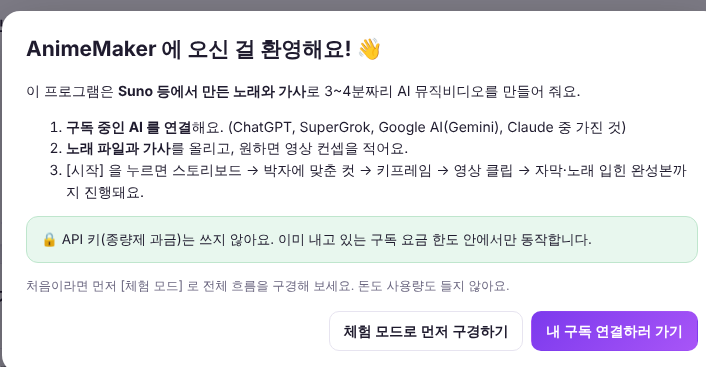 AnimeMaker 에 오신 걸 환영해요! 👋
이 프로그램은 Suno 등에서 만든 노래와 가사로 3~4분짜리 AI 뮤직비디오를 만들어 줘요.
1. 구독 중인 AI 를 연결해요. (ChatGPT, SuperGrok, Google AI(Gemini), Claude 중 가진 것)
2. 노래 파일과 가사를 올리고, 원하면 영상 컨셉을 적어요.
3. [시작] 을 누르면 스토리보드 → 박자에 맞춘 컷 → 키프레임 → 영상 클립 → 자막·노래 입힌 완성본까
지 진행돼요.
🔒 API 키(종량제 과금)는 쓰지 않아요. 이미 내고 있는 구독 요금 한도 안에서만 동작합니다.
처음이라면 먼저 [체험 모드] 로 전체 흐름을 구경해 보세요. 돈도 사용량도 들지 않아요.
체험 모드로 먼저 구경하기
내 구독 연결하러 가기